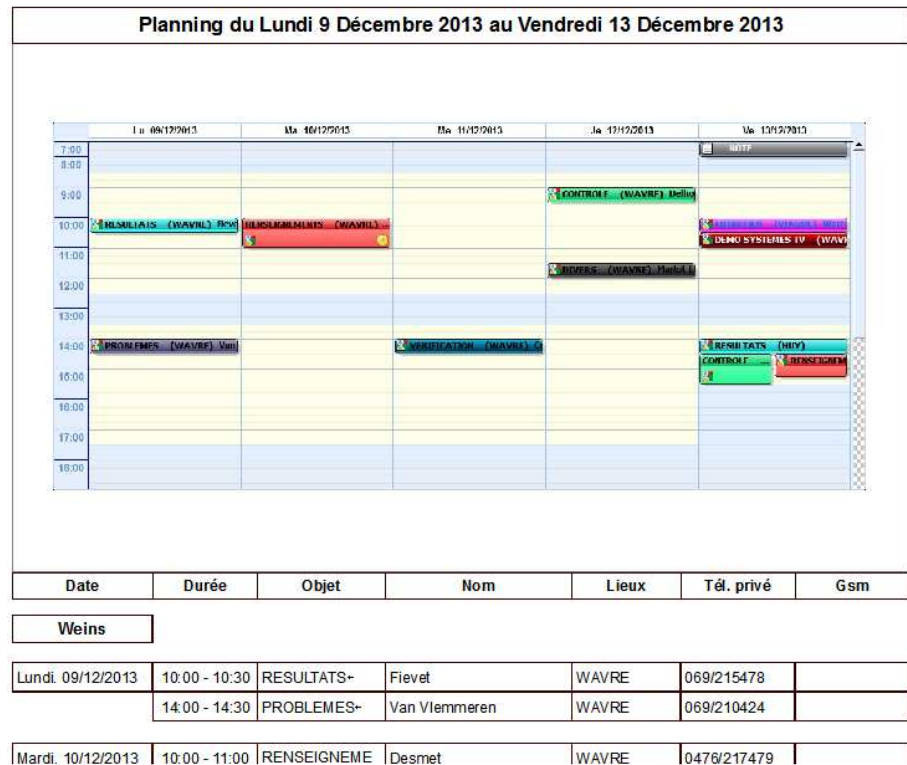 Planning du Lundi 9 Décembre 2013 au Vendredi 13 Décembre 2013
Lu 09/12/2013 Ma 10/12/2013 Me 11/12/2013 Je 12/12/2013 Ve 13/12/2013
7:00 NOTE
8:00
9:00 CONTROLE (WAVRE)
10:00 RESULTATS (WAVRE) RENSEIGNEMENTS (WAVRE) ...
DEMO SYSTEMES TV (WAV
11:00
DIVERS (WAVRE)
12:00
13:00
14:00 PROBLEMES (WAVRE) Van VERIFICATION (WAVRE) RESULTATS (HUY)
CONTROLE ... RENSEIGNEM
15:00
16:00
17:00
18:00
Date Durée Objet Nom Lieux Tél. privé Gsm
Weins
Lundi. 09/12/2013 10:00 - 10:30 RESULTATS- Fievet WAVRE 069/215478
14:00 - 14:30 PROBLEMES- Van Vlemmeren WAVRE 069/210424
Mardi. 10/12/2013 10:00 - 11:00 RENSEIGNEME Desmet WAVRE 0476/217479